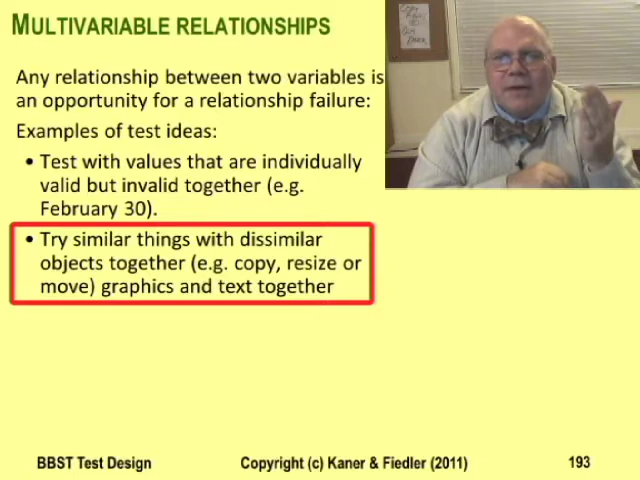 MULTIVARIABLE RELATIONSHIPS
Any relationship between two variables is
an opportunity for a relationship failure:
Examples of test ideas:
• Test with values that are individually
valid but invalid together (e.g.
February 30).
• Try similar things with dissimilar
objects together (e.g. copy, resize or
move) graphics and text together
BBST Test Design
Copyright (c) Kaner & Fiedler (2011)
193